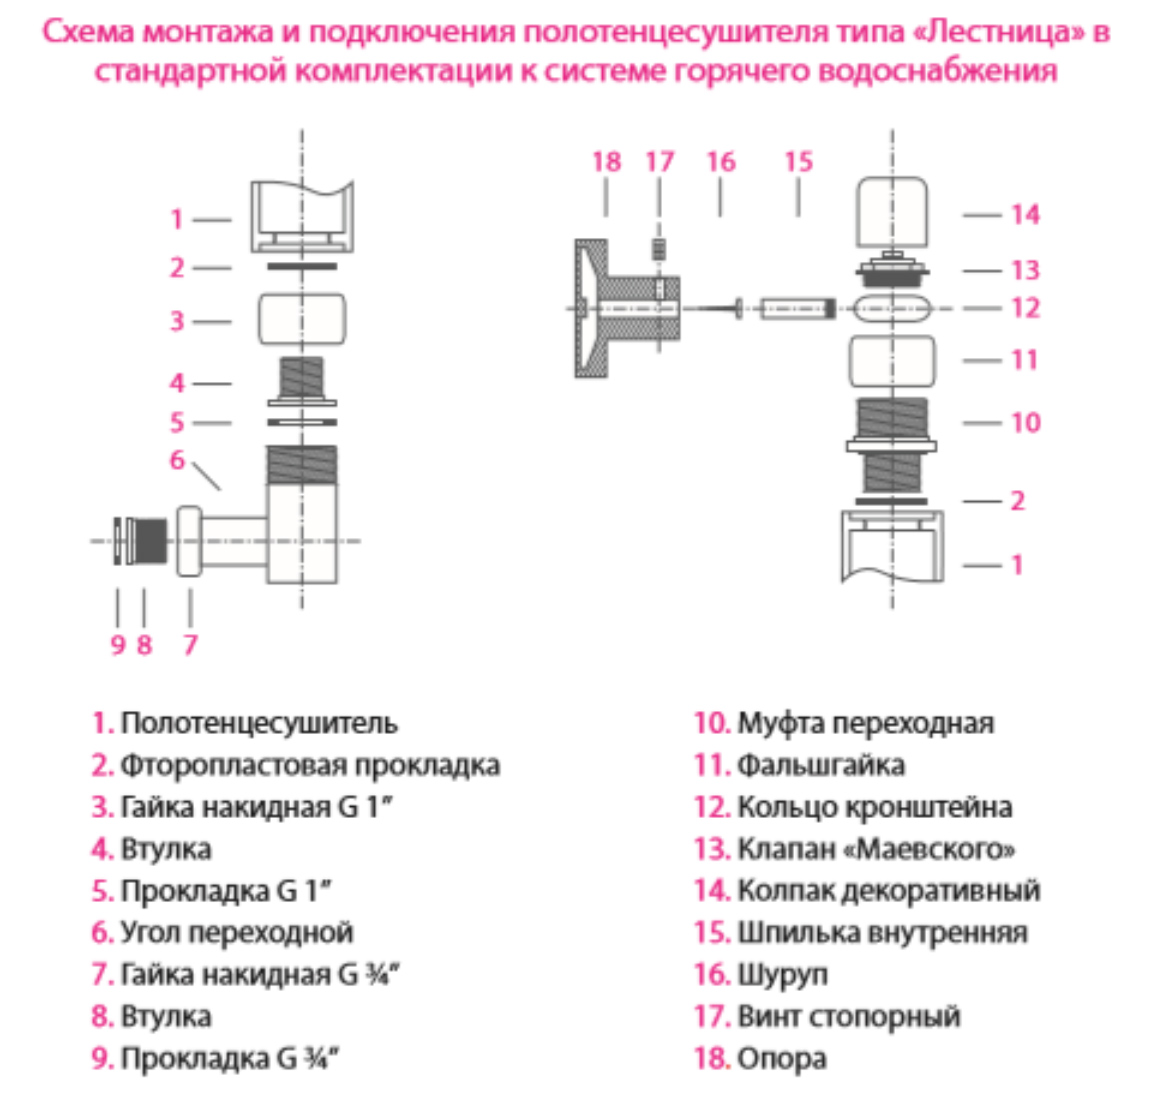 Схема монтажа и подключения полотенцесушителя типа «Лестница» в
стандартной комплектации к системе горячего водоснабжения
1
2
3
4
5
6
9 8 7
18 17 16 15
14
13
12
11
10
2
1
1. Полотенцесушитель
2. Фторопластовая прокладка
3. Гайка накидная G 1”
4. Втулка
5. Прокладка G 1”
6. Угол переходной
7. Гайка накидная G ¾”
8. Втулка
9. Прокладка G ¾”
10. Муфта переходная
11. Фальшгайка
12. Кольцо кронштейна
13. Клапан «Маевского»
14. Колпак декоративный
15. Шпилька внутренняя
16. Шуруп
17. Винт стопорный
18. Опора